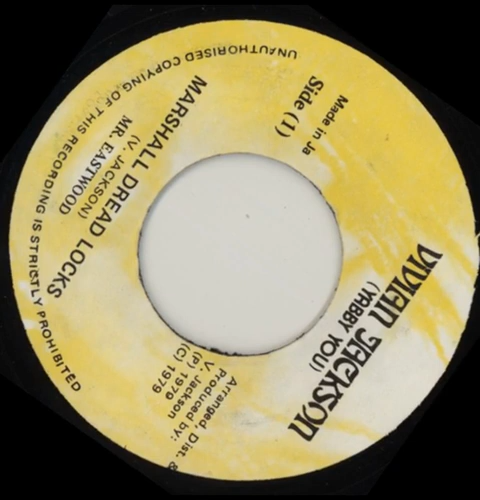 VIVIAN JACKSON
(YABBY YOU)
Made in Ja
Side (1)
Arranged, Dist. &
Produced by:
V. Jackson
(P) 1979
(C) 1979
MARSHALL DREAD LOCKS
(V. JACKSON)
MR. EASTWOOD
UNAUTHORISED COPYING OF THIS RECORDING IS STRICTLY PROHIBITED